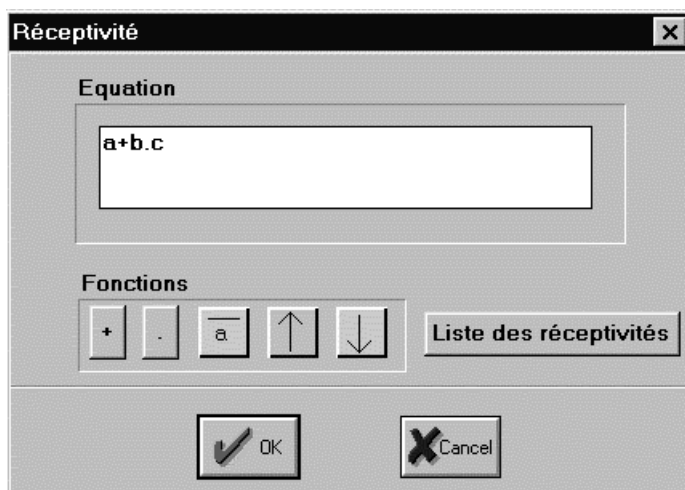 Réceptivité
Equation
a+b.c
Fonctions
+ . a
Liste des réceptivités
OK Cancel